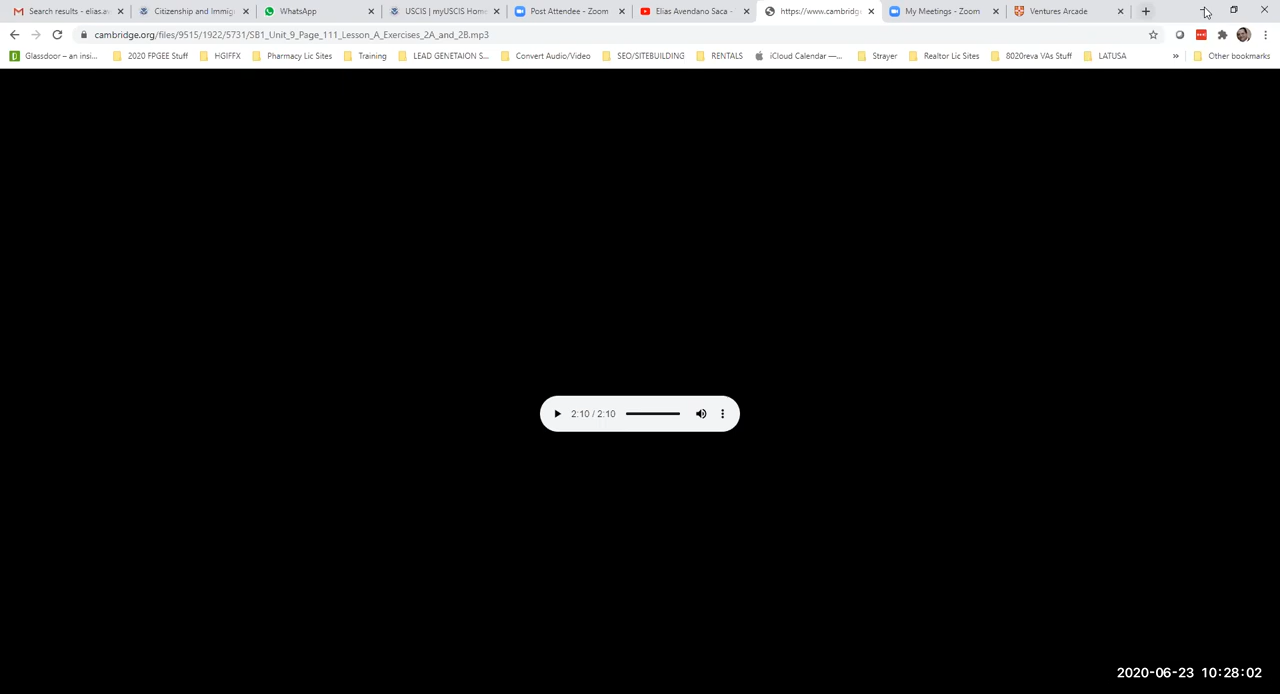 Search results - elias.av
Citizenship and Immig
WhatsApp
USCIS | myUSCIS Home
Post Attendee - Zoom
Elias Avendano Saca -
https://www.cambridg
My Meetings - Zoom
Ventures Arcade
cambridge.org/files/9515/1922/5731/SB1_Unit_9_Page_111_Lesson_A_Exercises_2A_and_2B.mp3
Glassdoor – an insi...
2020 FPGEE Stuff
HGIFFX
Pharmacy Lic Sites
Training
LEAD GENETAION S...
Convert Audio/Video
SEO/SITEBUILDING
RENTALS
iCloud Calendar —...
Strayer
Realtor Lic Sites
8020reva VAs Stuff
LATUSA
»
Other bookmarks
2:10 / 2:10
2020-06-23 10:28:02